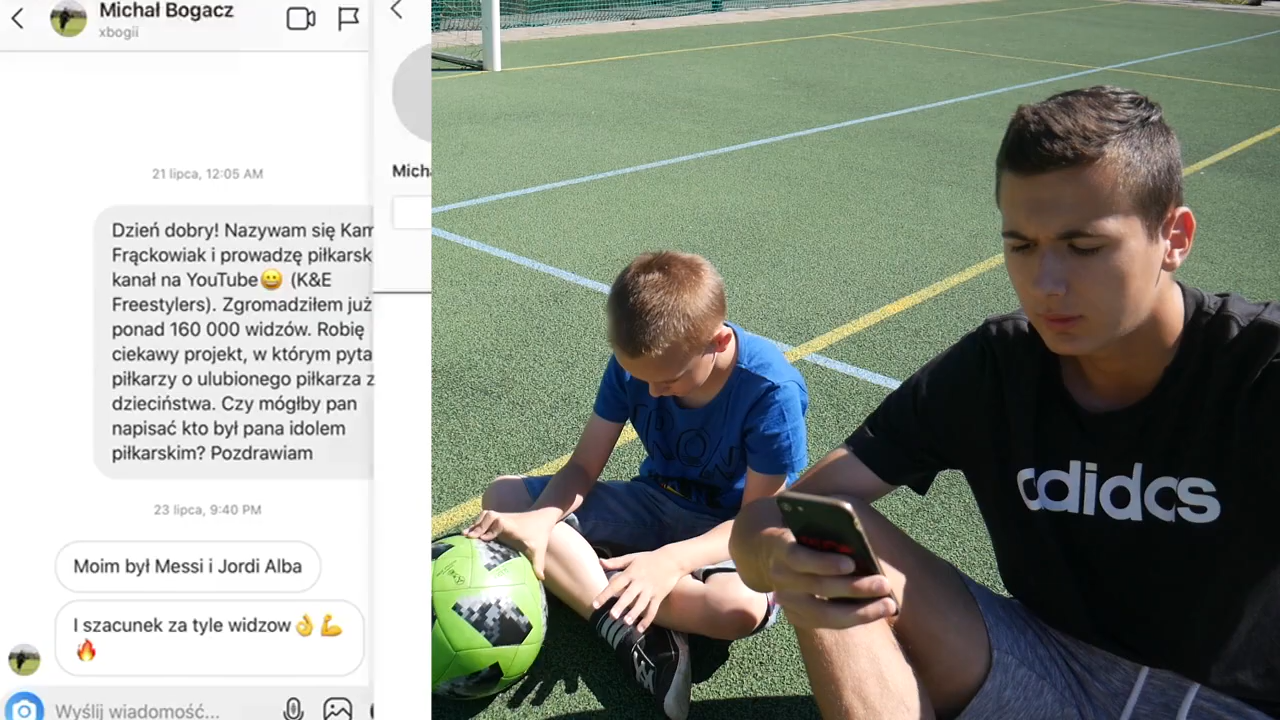 Michał Bogacz
xbogii
21 lipca, 12:05 AM
Dzień dobry! Nazywam się Kam
Frąckowiak i prowadzę piłkarsk
kanał na YouTube😀 (K&E
Freestylers). Zgromadziłem już
ponad 160 000 widzów. Robię
ciekawy projekt, w którym pyta
piłkarzy o ulubionego piłkarza z
dzieciństwa. Czy mógłby pan
napisać kto był pana idolem
piłkarskim? Pozdrawiam
23 lipca, 9:40 PM
Moim był Messi i Jordi Alba
I szacunek za tyle widzow👌💪
🔥
Wyślij wiadomość...
Micha
adidas